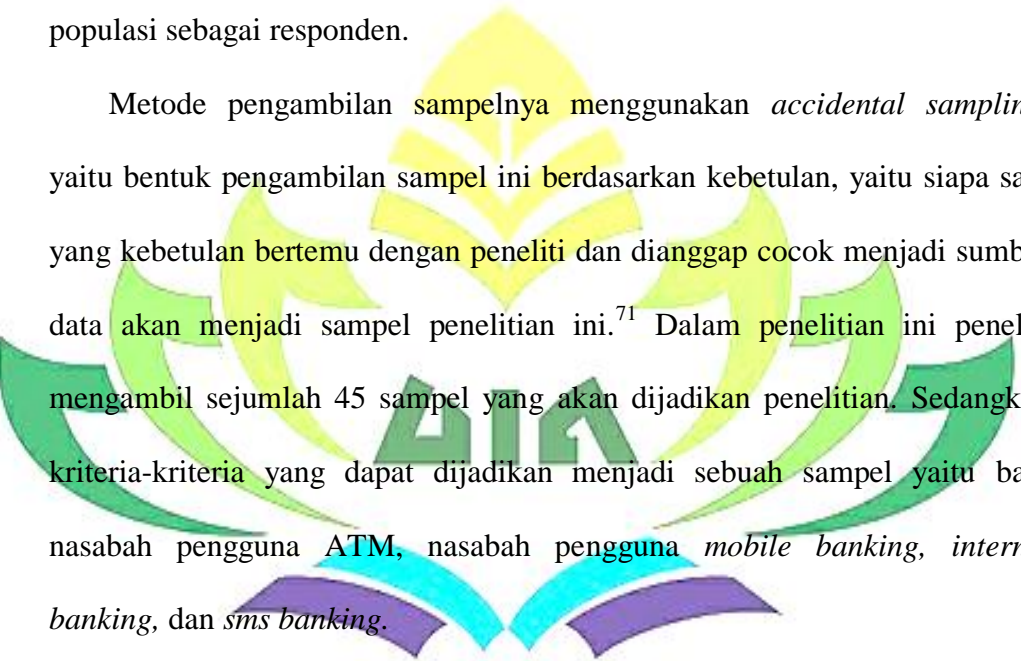 populasi sebagai responden.
Metode pengambilan sampelnya menggunakan accidental samplin
yaitu bentuk pengambilan sampel ini berdasarkan kebetulan, yaitu siapa sa
yang kebetulan bertemu dengan peneliti dan dianggap cocok menjadi sumb
data akan menjadi sampel penelitian ini.71 Dalam penelitian ini penel
mengambil sejumlah 45 sampel yang akan dijadikan penelitian. Sedangk
kriteria-kriteria yang dapat dijadikan menjadi sebuah sampel yaitu ba
nasabah pengguna ATM, nasabah pengguna mobile banking, intern
banking, dan sms banking.